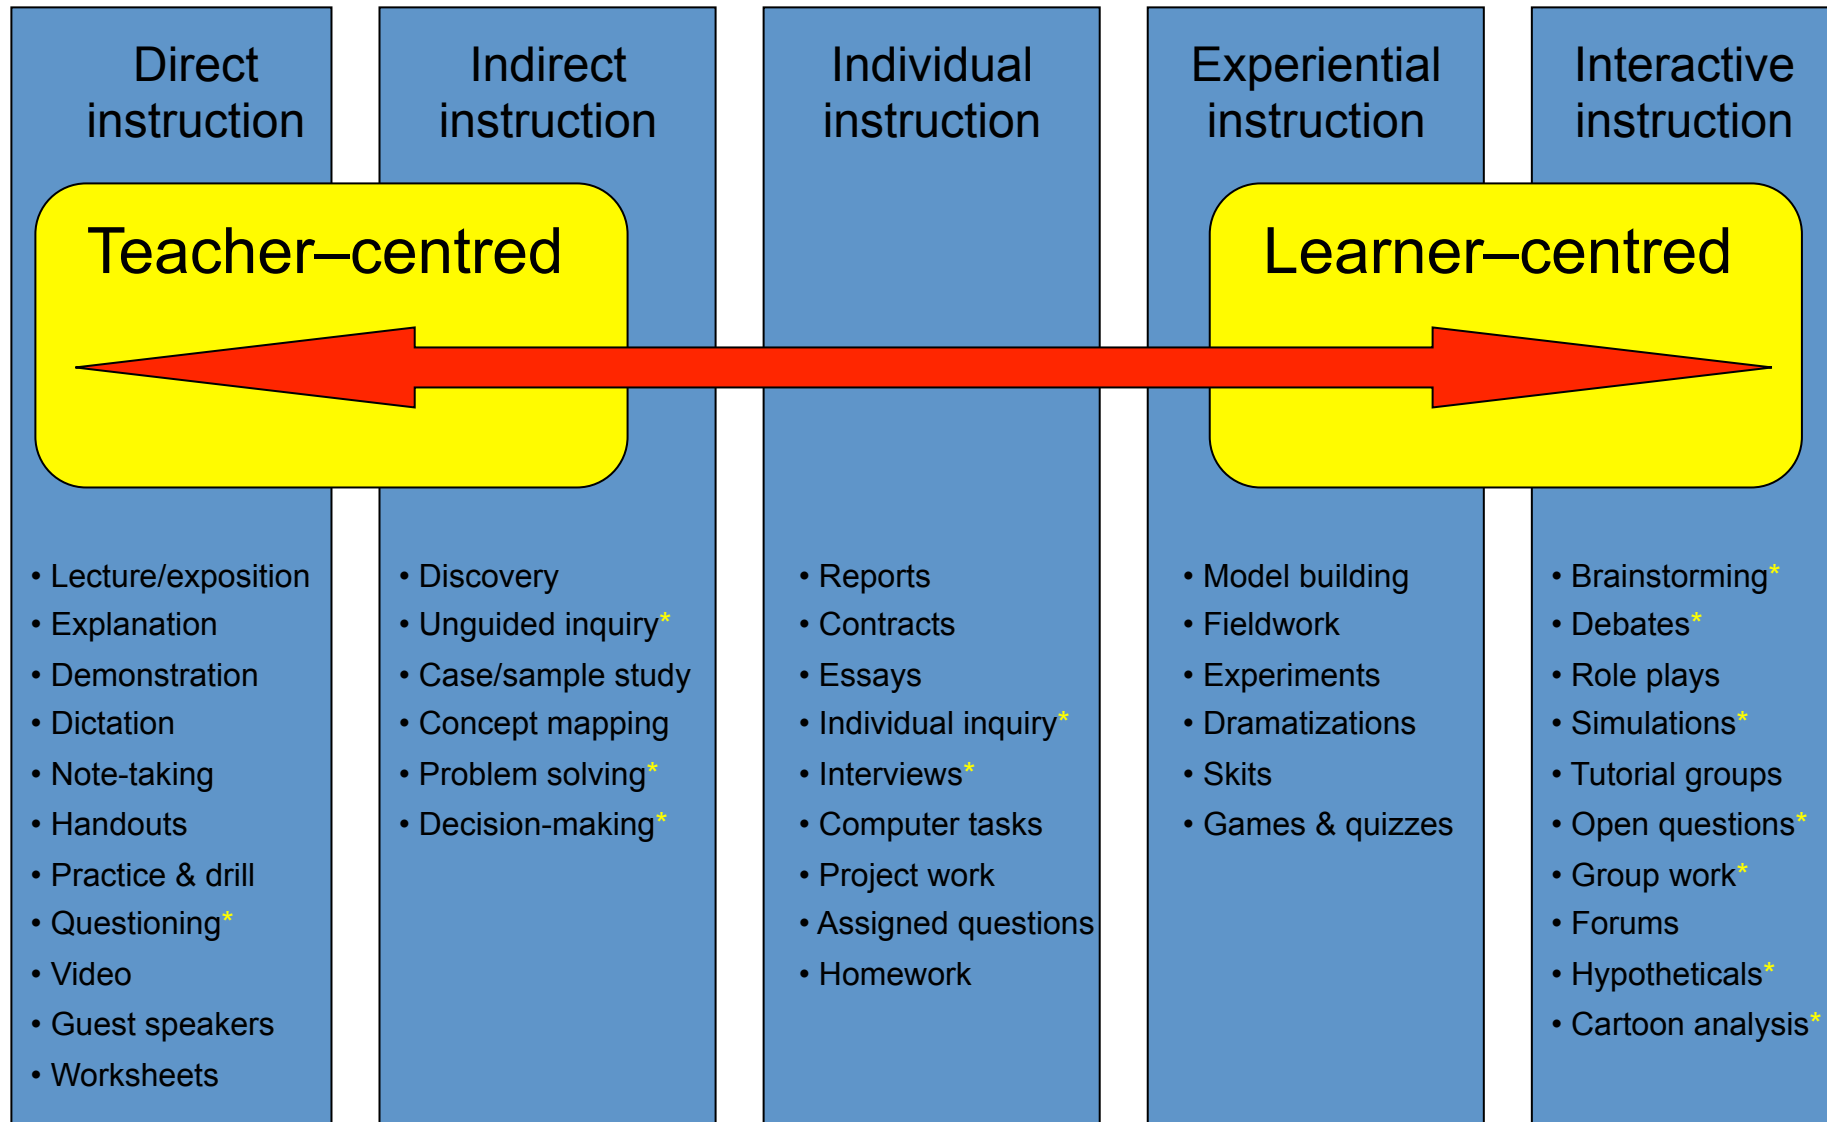 Direct
instruction
Indirect
instruction
Individual
instruction
Experiential
instruction
Interactive
instruction
Teacher–centred
Learner–centred
• Lecture/exposition
• Explanation
• Demonstration
• Dictation
• Note-taking
• Handouts
• Practice & drill
• Questioning*
• Video
• Guest speakers
• Worksheets
• Discovery
• Unguided inquiry*
• Case/sample study
• Concept mapping
• Problem solving*
• Decision-making*
• Reports
• Contracts
• Essays
• Individual inquiry*
• Interviews*
• Computer tasks
• Project work
• Assigned questions
• Homework
• Model building
• Fieldwork
• Experiments
• Dramatizations
• Skits
• Games & quizzes
• Brainstorming*
• Debates*
• Role plays
• Simulations*
• Tutorial groups
• Open questions*
• Group work*
• Forums
• Hypotheticals*
• Cartoon analysis*